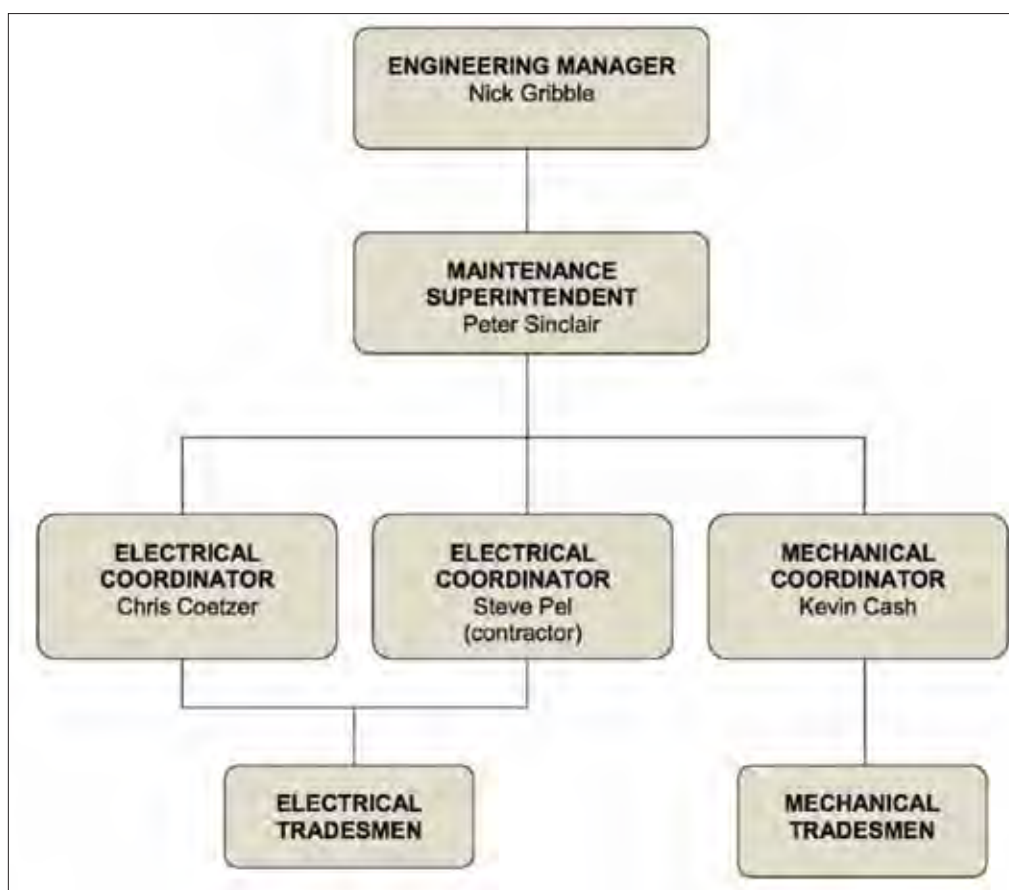 ENGINEERING MANAGER
Nick Gribble
MAINTENANCE
SUPERINTENDENT
Peter Sinclair
ELECTRICAL
COORDINATOR
Chris Coetzer
ELECTRICAL
COORDINATOR
Steve Pel
(contractor)
MECHANICAL
COORDINATOR
Kevin Cash
ELECTRICAL
TRADESMEN
MECHANICAL
TRADESMEN